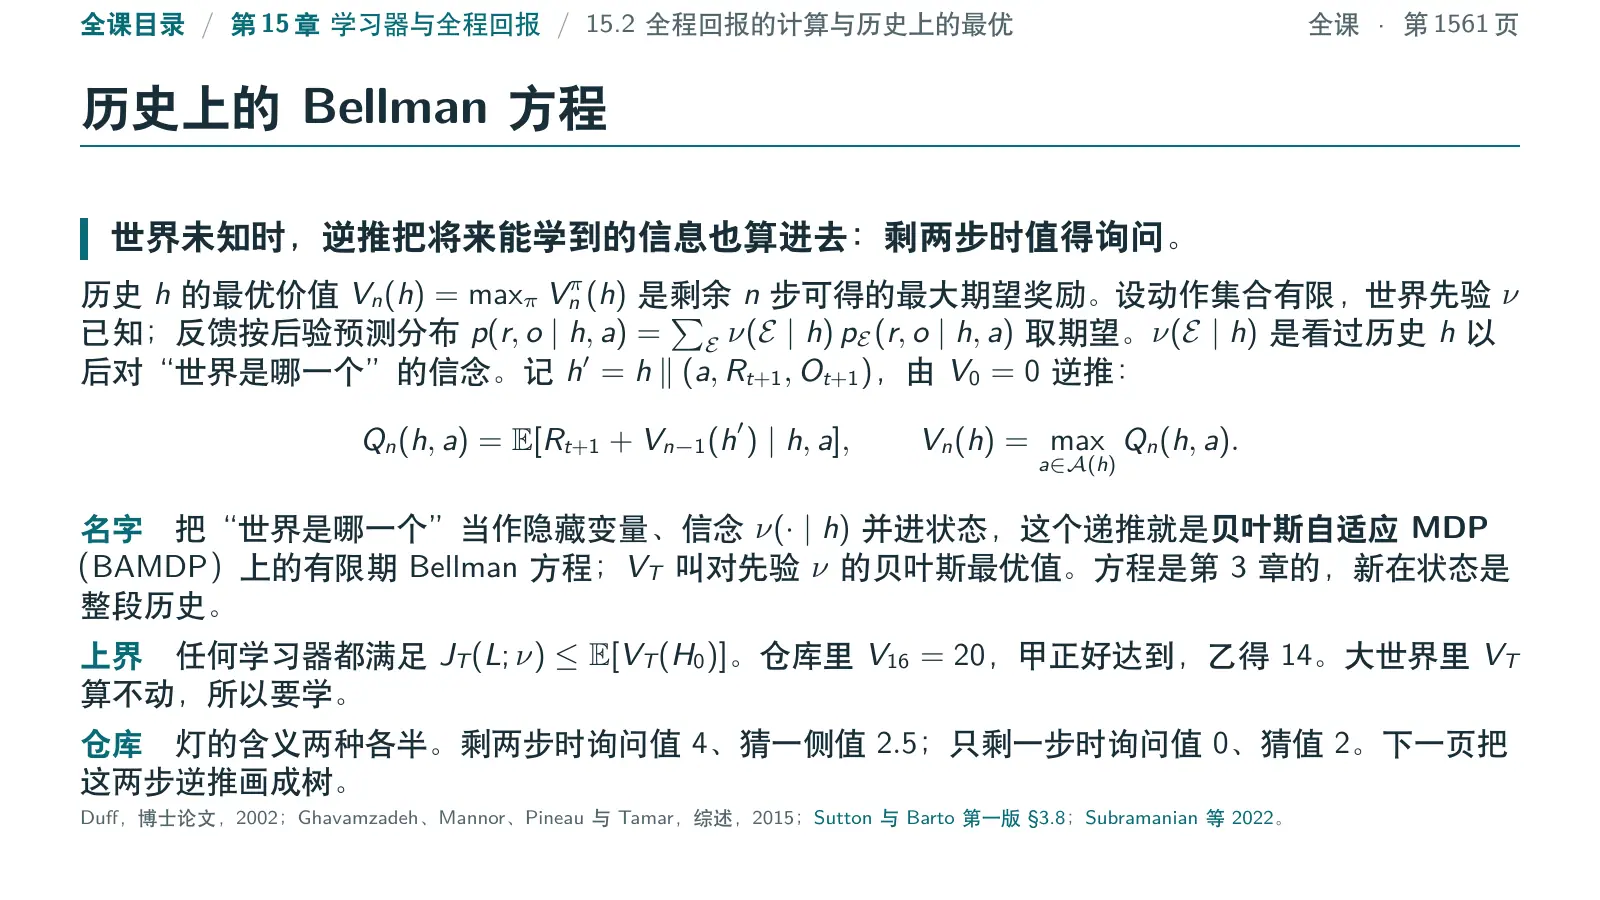 全课目录 / 第15章 学习器与全程回报 / 15.2 全程回报的计算与历史上的最优
全课 · 第1561页
历史上的 Bellman 方程
世界未知时，逆推把将来能学到的信息也算进去：剩两步时值得询问。
历史 h 的最优价值 Vₙ(h) = max_π Vₙ^π(h) 是剩余 n 步可得的最大期望奖励。设动作集合有限，世界先验 ν
已知；反馈按后验预测分布 p(r, o | h, a) = ∑_ℰ ν(ℰ | h) p_ℰ(r, o | h, a) 取期望。ν(ℰ | h) 是看过历史 h 以
后对“世界是哪一个”的信念。记 h′ = h ∥ (a, R_{t+1}, O_{t+1})，由 V₀ = 0 逆推：
Qₙ(h, a) = 𝔼[R_{t+1} + V_{n−1}(h′) | h, a], Vₙ(h) = max_{a∈𝒜(h)} Qₙ(h, a).
名字 把“世界是哪一个”当作隐藏变量、信念 ν(· | h) 并进状态，这个递推就是贝叶斯自适应 MDP
（BAMDP）上的有限期 Bellman 方程；V_T 叫对先验 ν 的贝叶斯最优值。方程是第 3 章的，新在状态是
整段历史。
上界 任何学习器都满足 J_T(L; ν) ≤ 𝔼[V_T(H₀)]。仓库里 V₁₆ = 20，甲正好达到，乙得 14。大世界里 V_T
算不动，所以要学。
仓库 灯的含义两种各半。剩两步时询问值 4、猜一侧值 2.5；只剩一步时询问值 0、猜值 2。下一页把
这两步逆推画成树。
Duff，博士论文，2002；Ghavamzadeh、Mannor、Pineau 与 Tamar，综述，2015；Sutton 与 Barto 第一版 §3.8；Subramanian 等 2022。